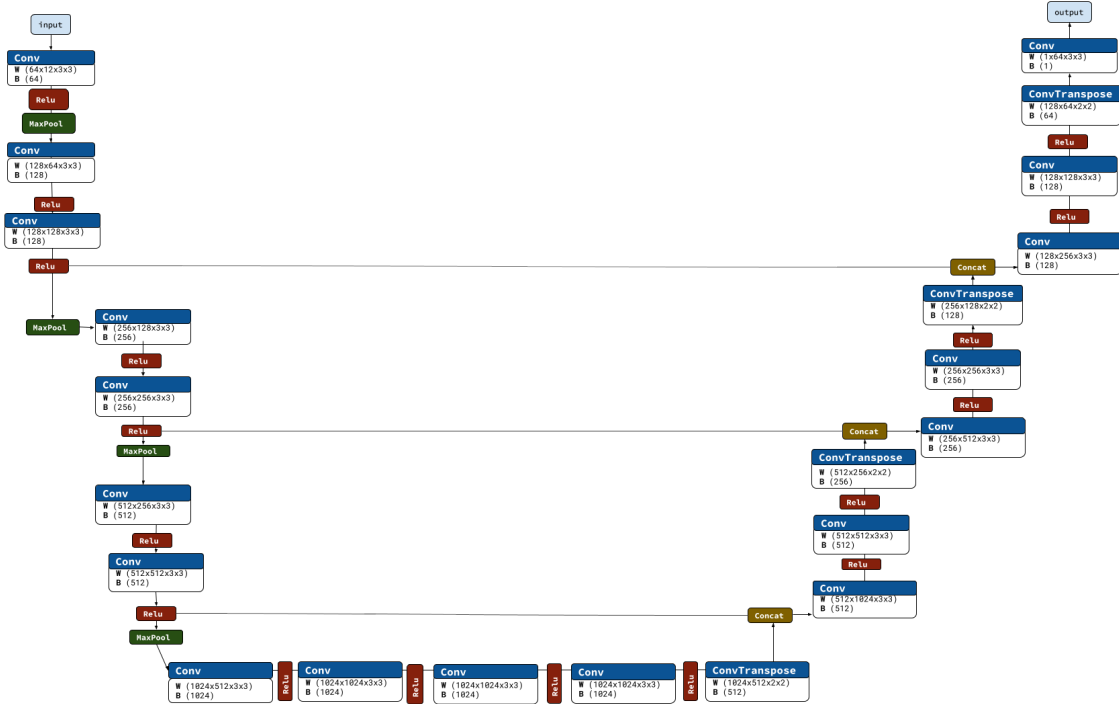 input
Conv
W (64x12x3x3)
B (64)
Relu
MaxPool
Conv
W (128x64x3x3)
B (128)
Relu
Conv
W (128x128x3x3)
B (128)
Relu
MaxPool
Conv
W (256x128x3x3)
B (256)
Relu
Conv
W (256x256x3x3)
B (256)
Relu
MaxPool
Conv
W (512x256x3x3)
B (512)
Relu
Conv
W (512x512x3x3)
B (512)
Relu
MaxPool
Conv
W (1024x512x3x3)
B (1024)
Relu
Conv
W (1024x1024x3x3)
B (1024)
Relu
Conv
W (1024x1024x3x3)
B (1024)
Relu
Conv
W (1024x1024x3x3)
B (1024)
Relu
ConvTranspose
W (1024x512x2x2)
B (512)
Concat
Conv
W (512x1024x3x3)
B (512)
Relu
Conv
W (512x512x3x3)
B (512)
Relu
ConvTranspose
W (512x256x2x2)
B (256)
Concat
Conv
W (256x512x3x3)
B (256)
Relu
Conv
W (256x256x3x3)
B (256)
Relu
ConvTranspose
W (256x128x2x2)
B (128)
Concat
Conv
W (128x256x3x3)
B (128)
Relu
Conv
W (128x128x3x3)
B (128)
Relu
ConvTranspose
W (128x64x2x2)
B (64)
Conv
W (1x64x3x3)
B (1)
output